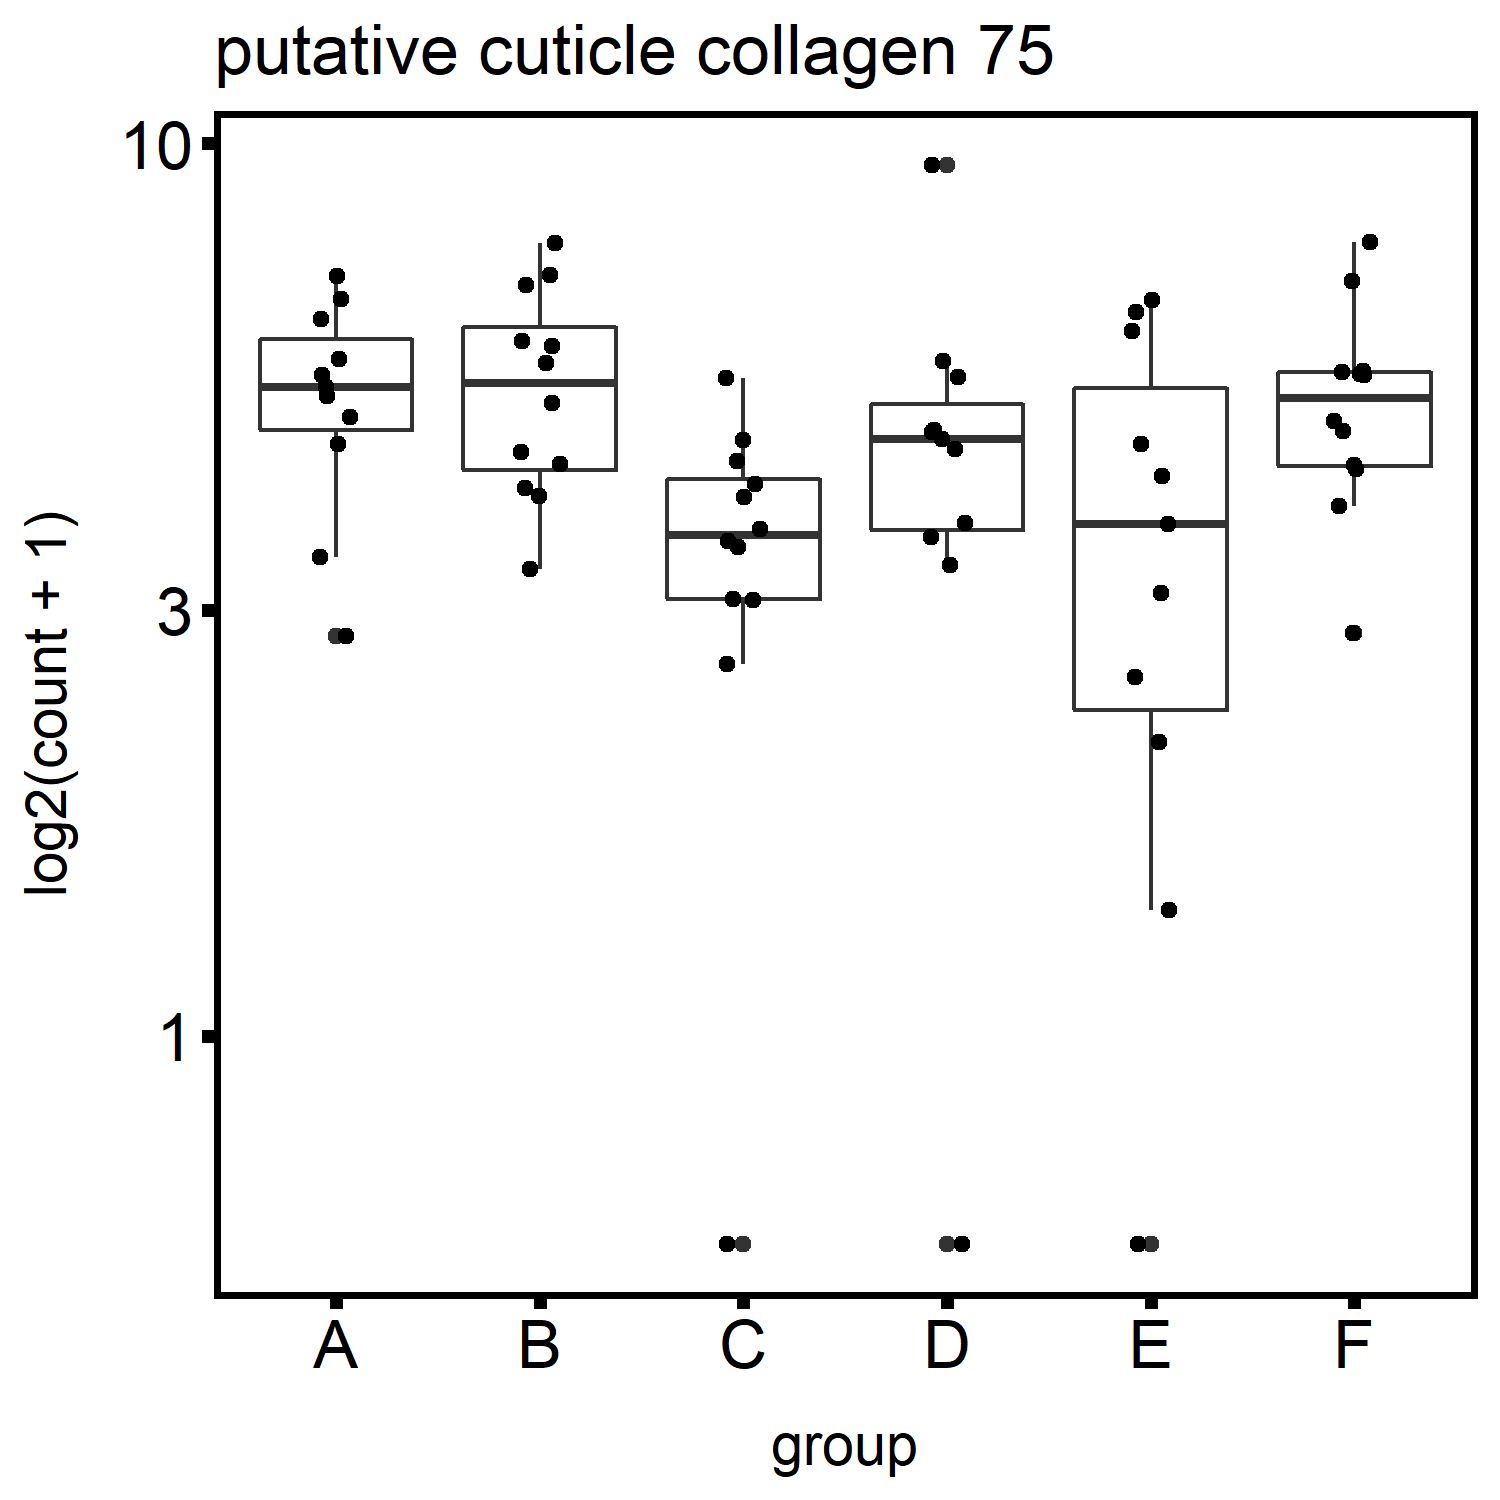 putative cuticle collagen 75
10
3
1
log2(count + 1)
A B C D E F
group